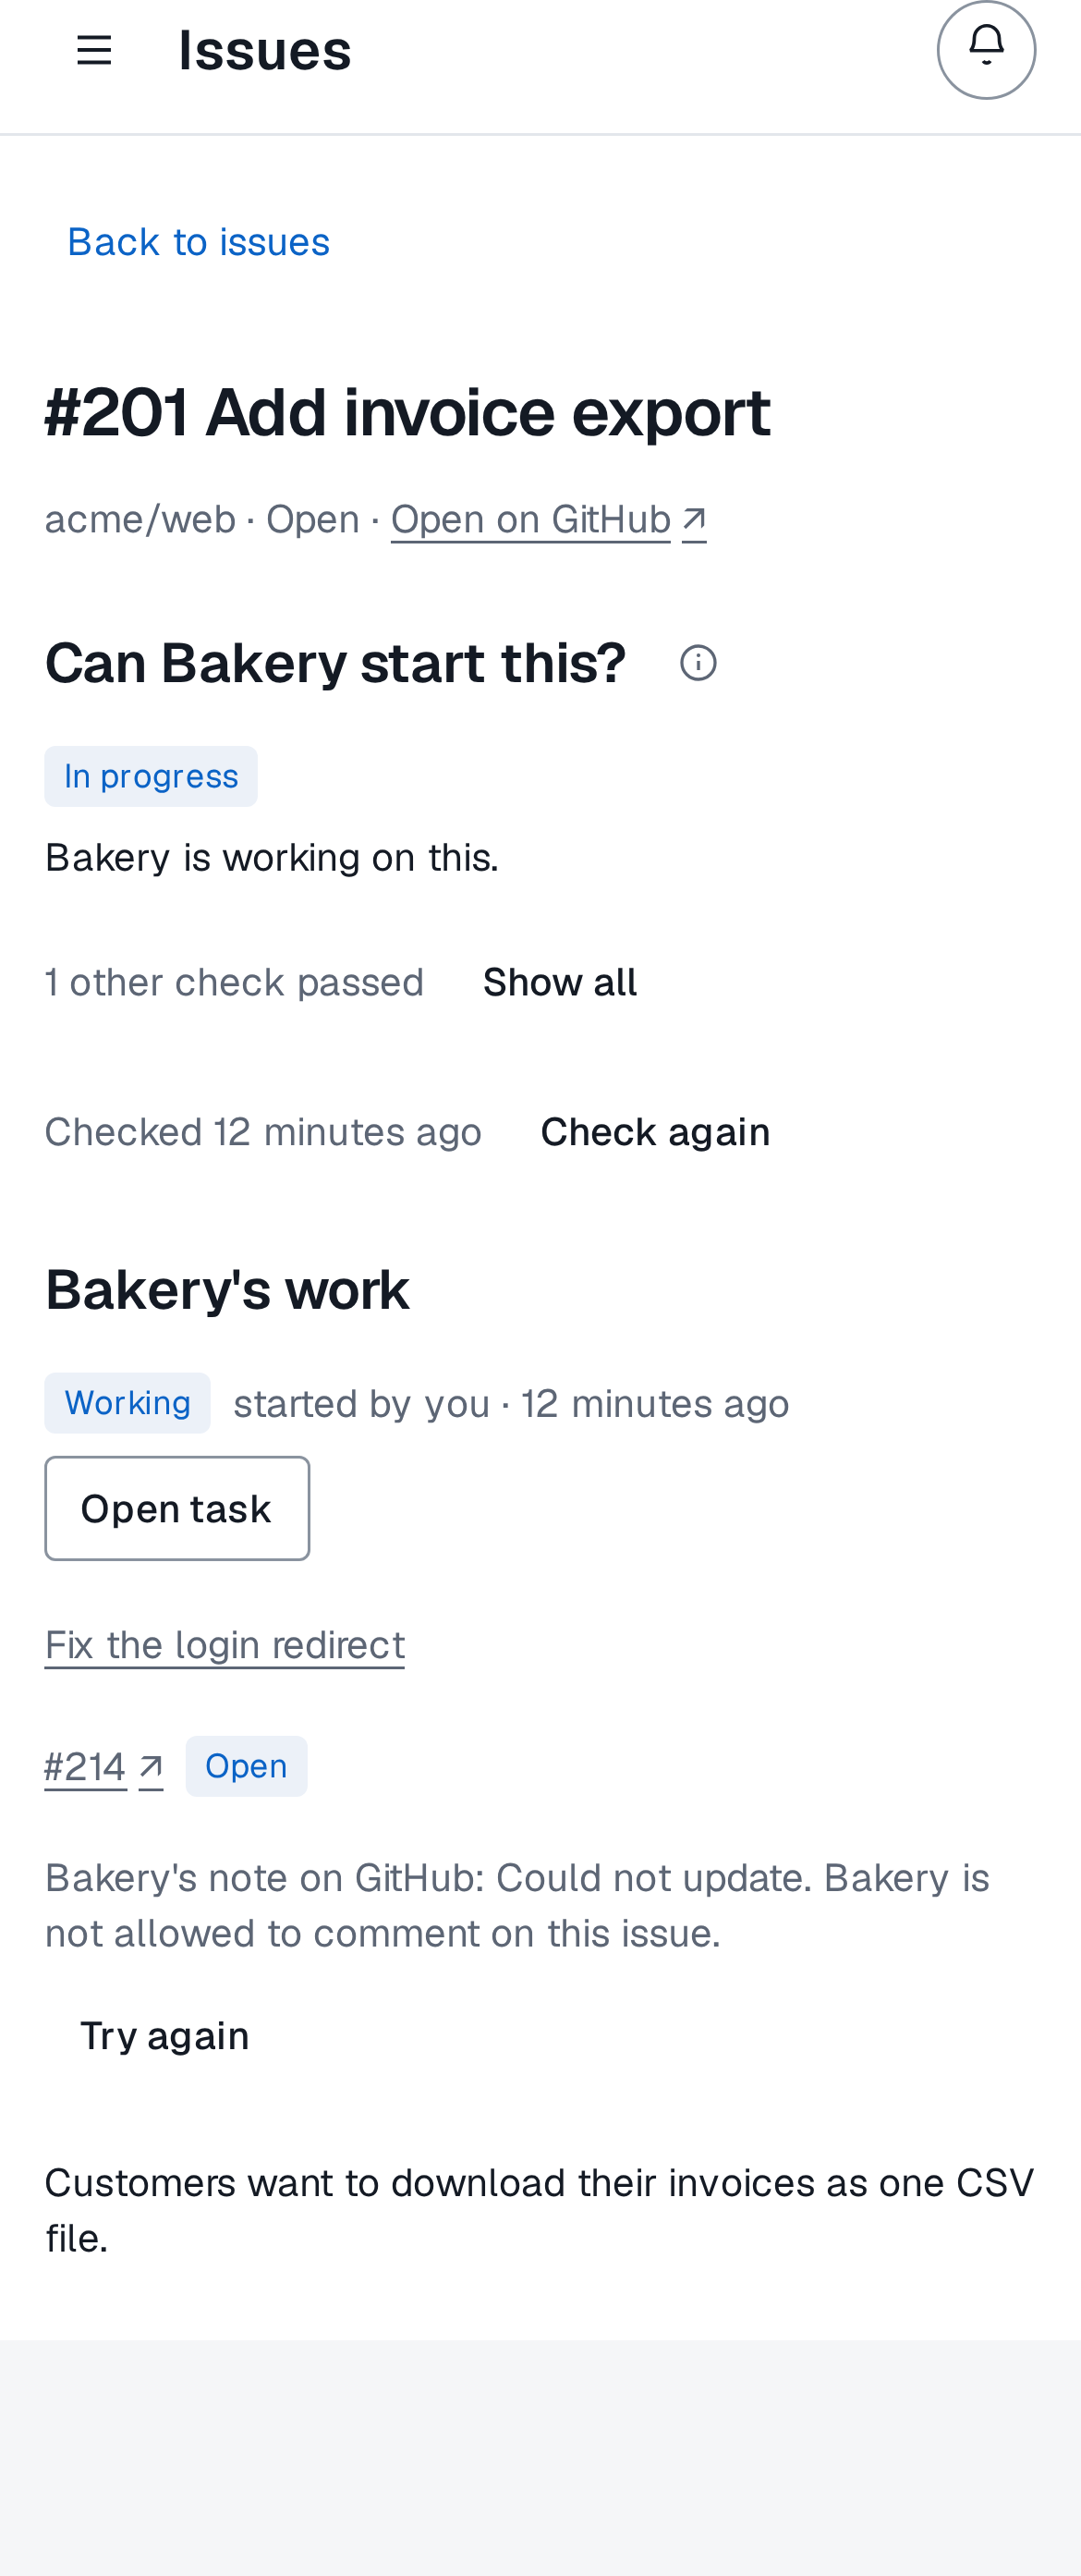 Issues
Back to issues
#201 Add invoice export
acme/web · Open · Open on GitHub ↗
Can Bakery start this?
In progress
Bakery is working on this.
1 other check passed Show all
Checked 12 minutes ago Check again
Bakery's work
Working started by you · 12 minutes ago
Open task
Fix the login redirect
#214 ↗ Open
Bakery's note on GitHub: Could not update. Bakery is
not allowed to comment on this issue.
Try again
Customers want to download their invoices as one CSV
file.